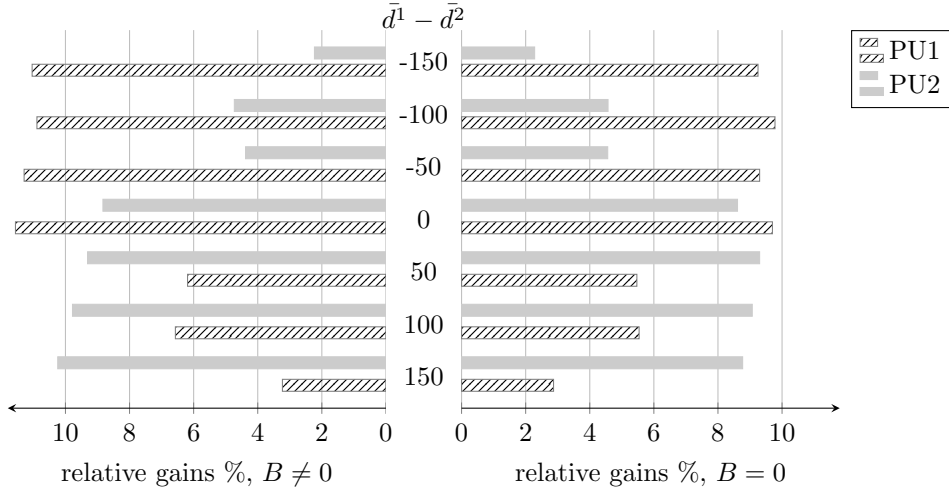 d̄¹ − d̄²
-150
-100
-50
0
50
100
150
10 8 6 4 2 0
0 2 4 6 8 10
relative gains %, B ≠ 0
relative gains %, B = 0
PU1
PU2